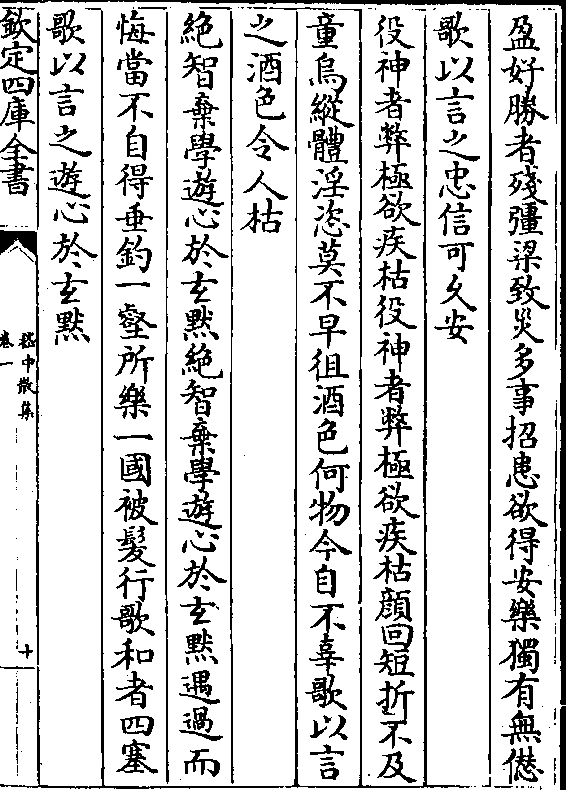 盈好勝者殘彊梁致災多事招患欲得安樂獨有無愆
歌以言之忠信可久安
役神者弊極欲疾枯役神者弊極欲疾枯顔回短折不及
童烏縱體淫恣莫不早徂酒色何物今自不辜歌以言
之酒色令人枯
絶智棄學遊心於玄黙絶智棄學遊心於玄黙遇過而
悔當不自得垂釣一壑所樂一國被髮行歌和者四塞
歌以言之遊心於玄黙
欽定四庫全書
嵇中散集
卷一
十